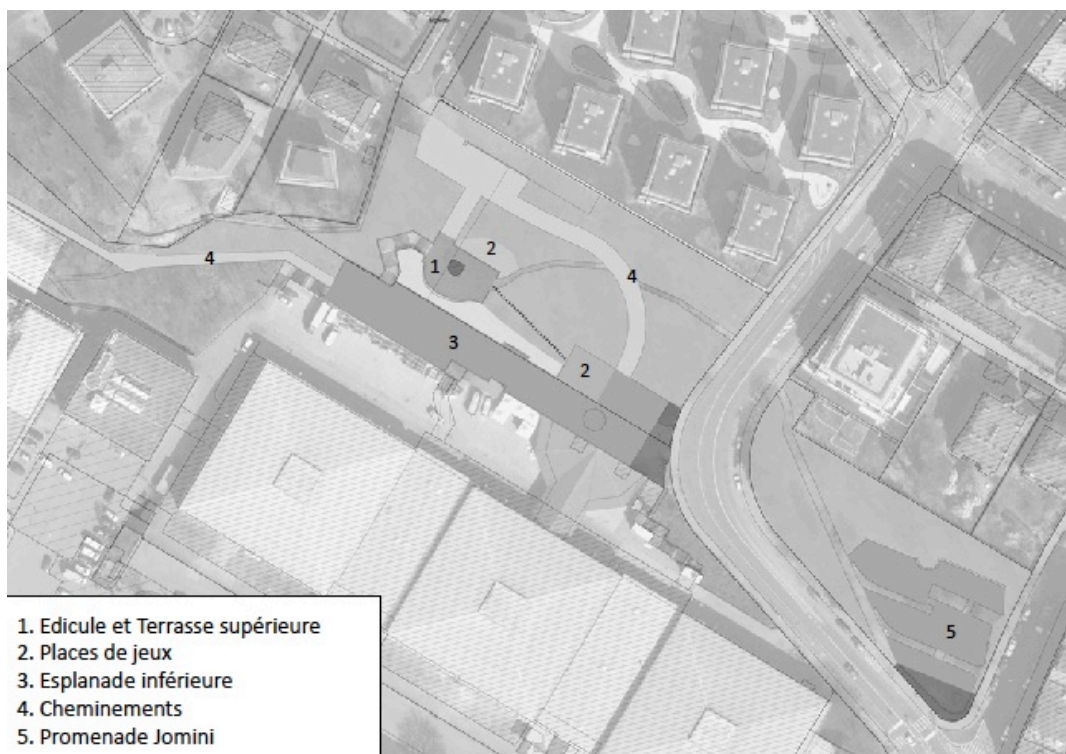 4
1
2
4
3
2
5
1. Edicule et Terrasse supérieure
2. Places de jeux
3. Esplanade inférieure
4. Cheminements
5. Promenade Jomini